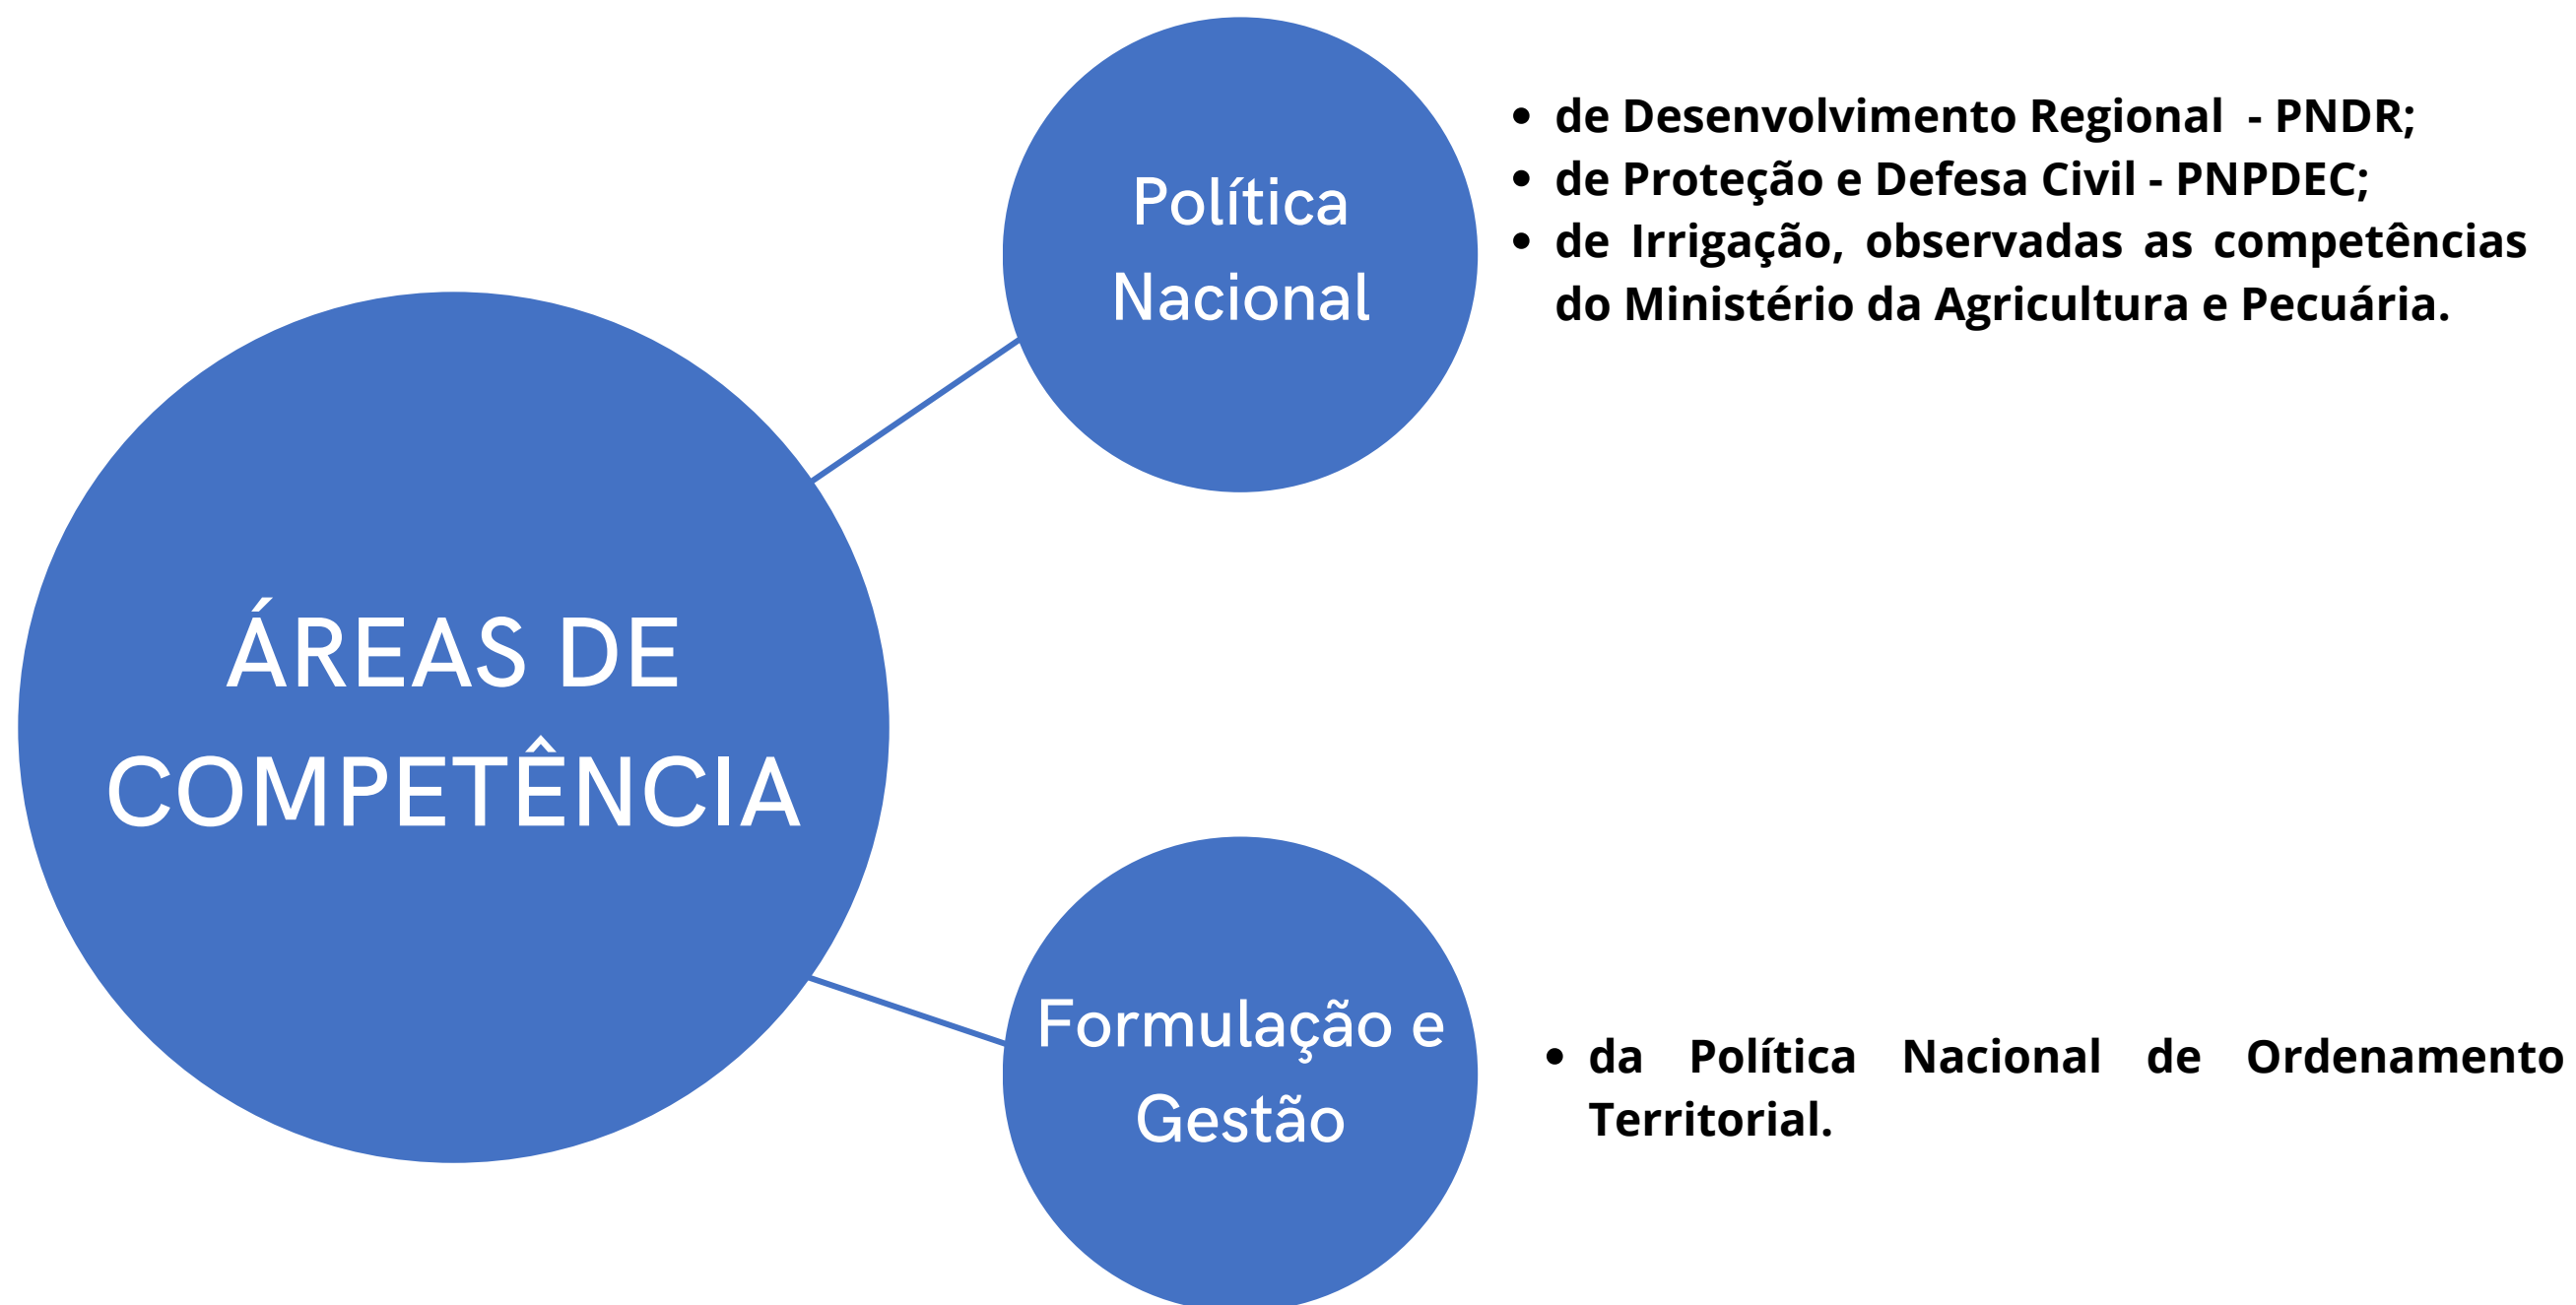 Política
Nacional
• de Desenvolvimento Regional - PNDR;
• de Proteção e Defesa Civil - PNPDEC;
• de Irrigação, observadas as competências
do Ministério da Agricultura e Pecuária.
ÁREAS DE
COMPETÊNCIA
Formulação e
Gestão
• da Política Nacional de Ordenamento
Territorial.